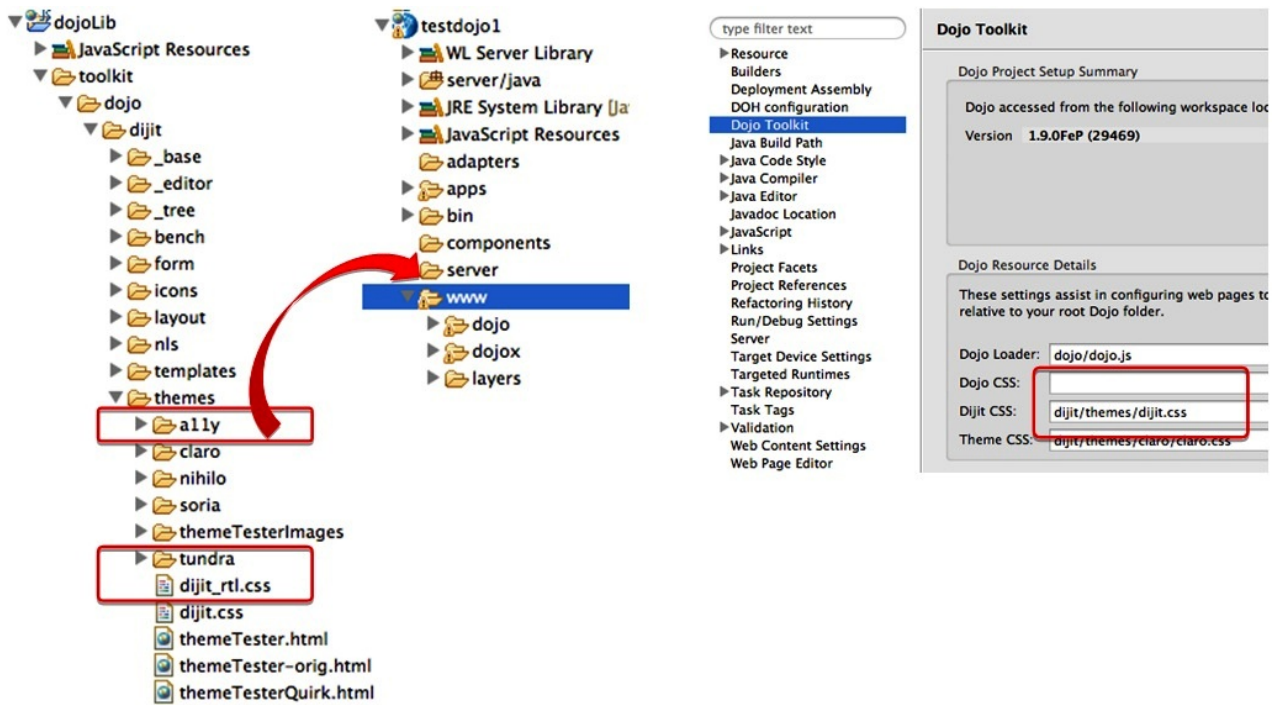 dojoLib
JavaScript Resources
toolkit
dojo
dijit
_base
_editor
_tree
bench
form
icons
layout
nls
templates
themes
a11y
claro
nihilo
soria
themeTesterImages
tundra
dijit_rtl.css
dijit.css
themeTester.html
themeTester-orig.html
themeTesterQuirk.html
testdojo1
WL Server Library
server/java
JRE System Library [Ja
JavaScript Resources
adapters
apps
bin
components
server
www
dojo
dojox
layers
type filter text
Resource
Builders
Deployment Assembly
DOH configuration
Dojo Toolkit
Java Build Path
Java Code Style
Java Compiler
Java Editor
Javadoc Location
JavaScript
Links
Project Facets
Project References
Refactoring History
Run/Debug Settings
Server
Target Device Settings
Targeted Runtimes
Task Repository
Task Tags
Validation
Web Content Settings
Web Page Editor
Dojo Toolkit
Dojo Project Setup Summary
Dojo accessed from the following workspace loc
Version 1.9.0FeP (29469)
Dojo Resource Details
These settings assist in configuring web pages to
relative to your root Dojo folder.
Dojo Loader: dojo/dojo.js
Dojo CSS:
Dijit CSS: dijit/themes/dijit.css
Theme CSS: dijit/themes/claro/claro.css